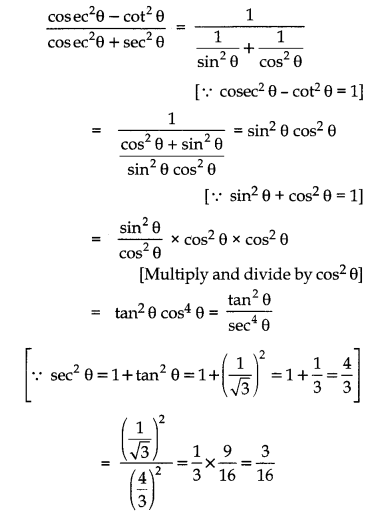 (cosec²θ − cot²θ)/(cosec²θ + sec²θ) = 1/(1/sin²θ + 1/cos²θ)
[∵ cosec²θ − cot²θ = 1]
= 1/((cos²θ + sin²θ)/(sin²θ cos²θ)) = sin²θ cos²θ
[∵ sin²θ + cos²θ = 1]
= sin²θ/cos²θ × cos²θ × cos²θ
[Multiply and divide by cos²θ]
= tan²θ cos⁴θ = tan²θ/sec⁴θ
[∵ sec²θ = 1 + tan²θ = 1 + (1/√3)² = 1 + 1/3 = 4/3]
= (1/√3)²/(4/3)² = 1/3 × 9/16 = 3/16